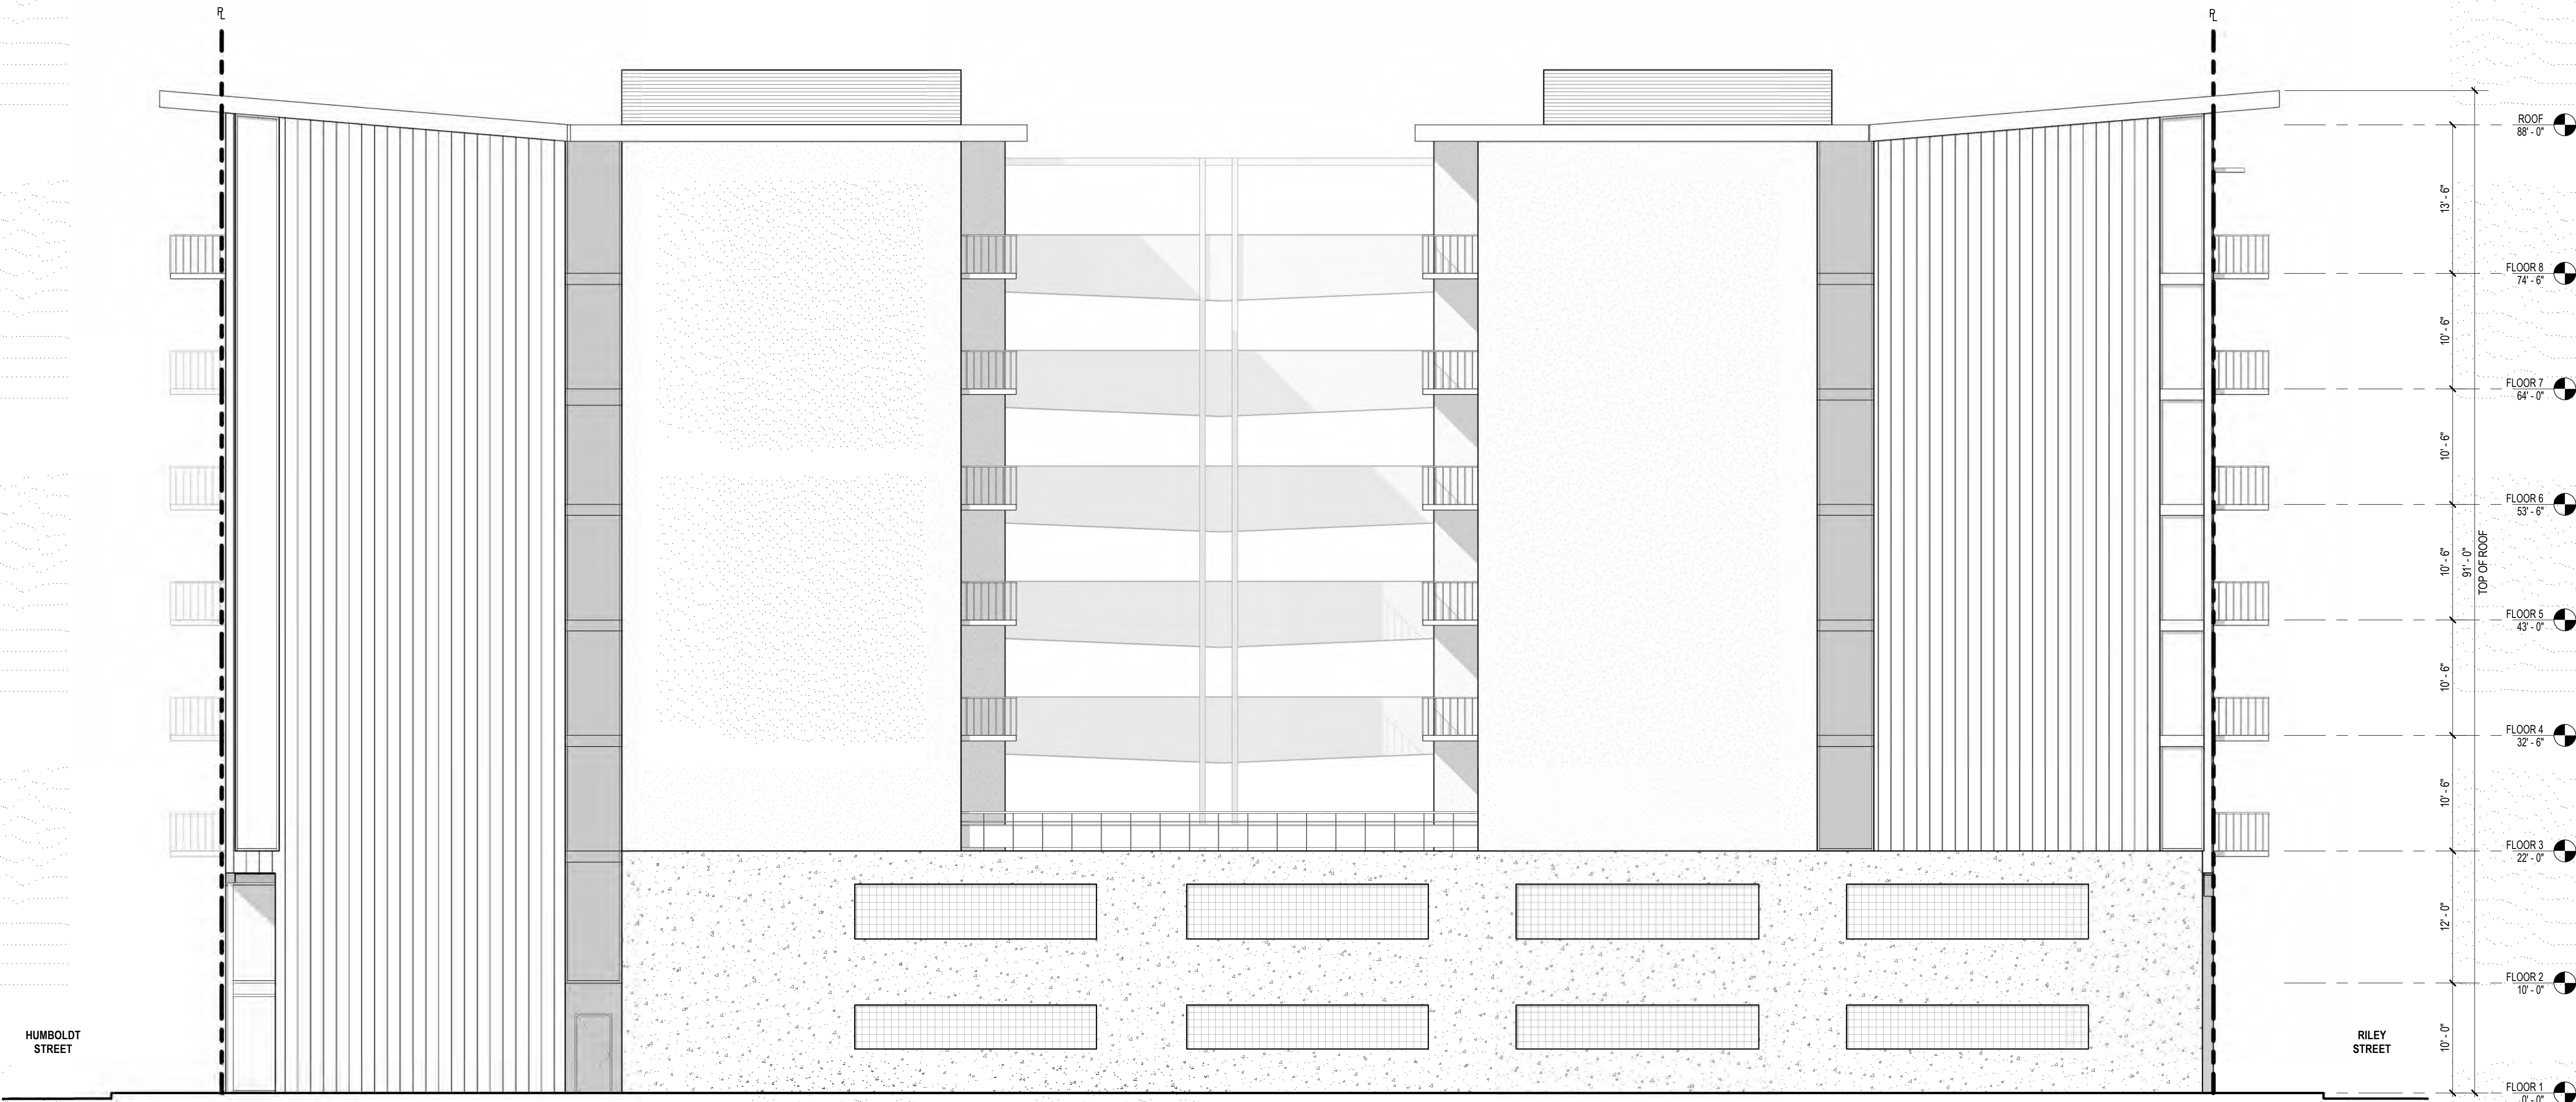 PL
PL
ROOF
88' - 0"
13' - 6"
FLOOR 8
74' - 6"
10' - 6"
FLOOR 7
64' - 0"
10' - 6"
FLOOR 6
53' - 6"
10' - 6"
91' - 0"
TOP OF ROOF
FLOOR 5
43' - 0"
10' - 6"
FLOOR 4
32' - 6"
10' - 6"
FLOOR 3
22' - 0"
12' - 0"
FLOOR 2
10' - 0"
10' - 0"
HUMBOLDT
STREET
RILEY
STREET
FLOOR 1
0' - 0"